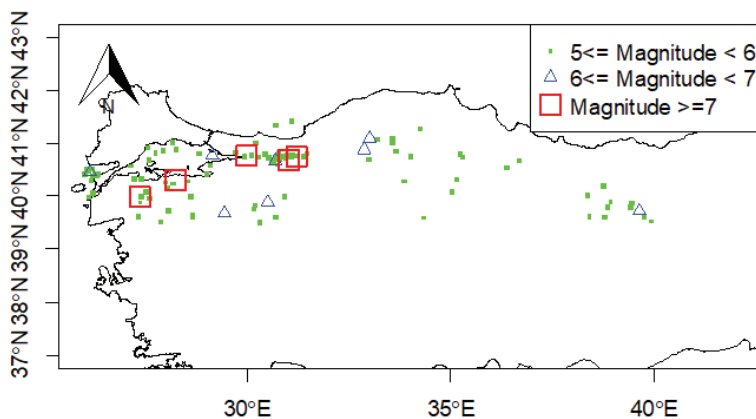 43°N
42°N
41°N
40°N
39°N
38°N
37°N
N
5<= Magnitude < 6
6<= Magnitude < 7
Magnitude >=7
30°E
35°E
40°E